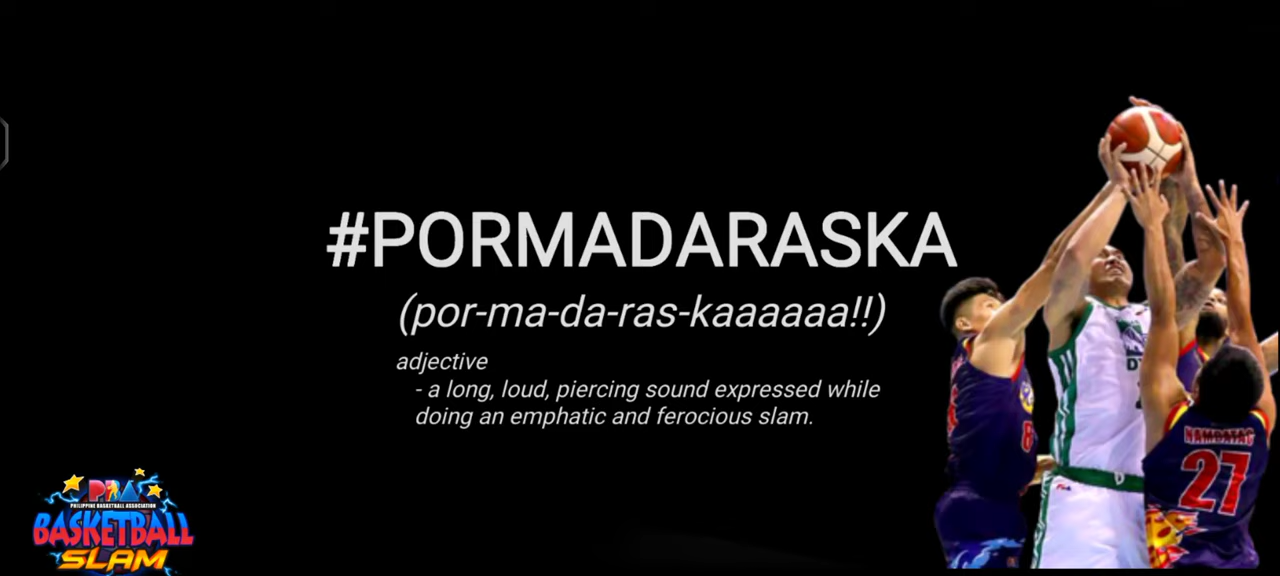 #PORMADARASKA
(por-ma-da-ras-kaaaaaa!!)
adjective
- a long, loud, piercing sound expressed while
doing an emphatic and ferocious slam.
8
NAMBATAC
27
PBA
PHILIPPINE BASKETBALL ASSOCIATION
BASKETBALL
SLAM